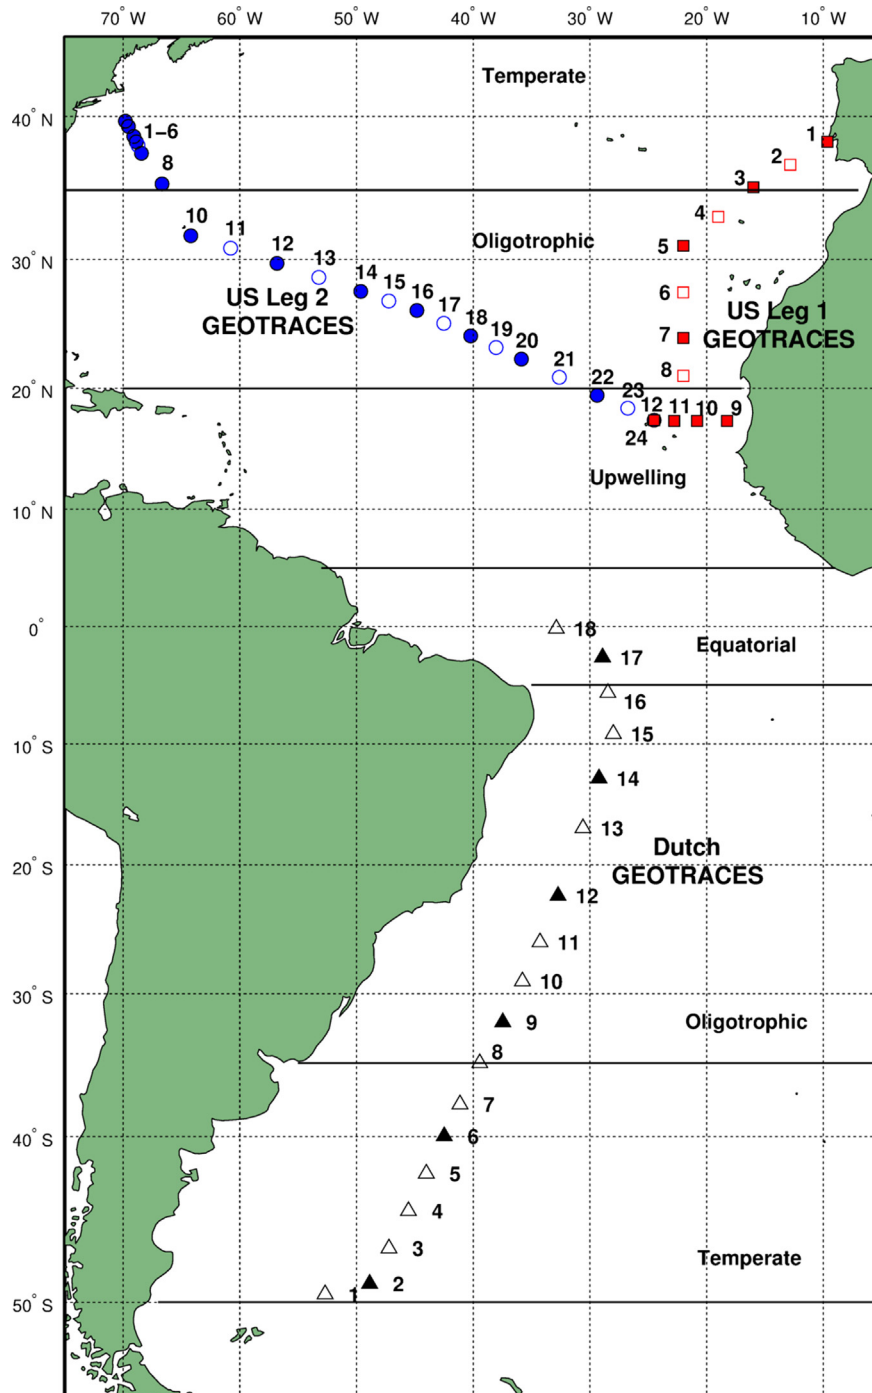 70° W 60° W 50° W 40° W 30° W 20° W 10° W
Temperate
40° N
1–6
1
2
8
3
10
11
4
Oligotrophic
12
5
30° N
13
14
15
6
US Leg 2
GEOTRACES
16
17
US Leg 1
GEOTRACES
18
7
19
20
21
8
20° N
22
23
12 11 10 9
24
Upwelling
10° N
0°
18
Equatorial
17
16
15
10° S
14
13
Dutch
GEOTRACES
20° S
12
11
10
30° S
9
Oligotrophic
8
7
40° S
6
5
4
3
Temperate
2
1
50° S